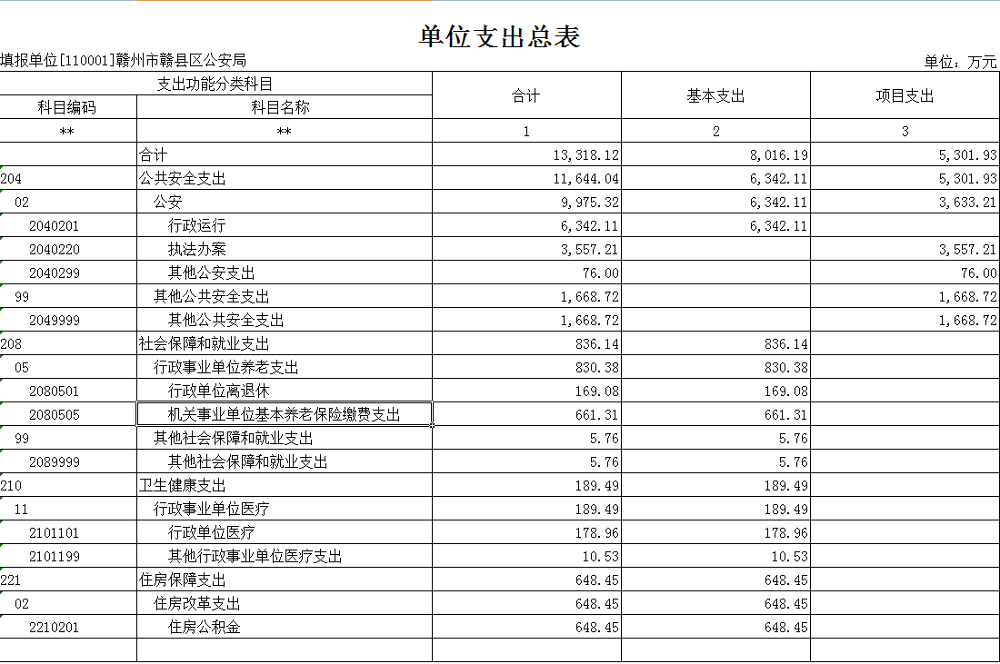 单位支出总表
填报单位[110001]赣州市赣县区公安局 单位：万元
支出功能分类科目 合计 基本支出 项目支出
科目编码 科目名称
** ** 1 2 3
合计 13,318.12 8,016.19 5,301.93
204 公共安全支出 11,644.04 6,342.11 5,301.93
02 公安 9,975.32 6,342.11 3,633.21
2040201 行政运行 6,342.11 6,342.11
2040220 执法办案 3,557.21 3,557.21
2040299 其他公安支出 76.00 76.00
99 其他公共安全支出 1,668.72 1,668.72
2049999 其他公共安全支出 1,668.72 1,668.72
208 社会保障和就业支出 836.14 836.14
05 行政事业单位养老支出 830.38 830.38
2080501 行政单位离退休 169.08 169.08
2080505 机关事业单位基本养老保险缴费支出 661.31 661.31
99 其他社会保障和就业支出 5.76 5.76
2089999 其他社会保障和就业支出 5.76 5.76
210 卫生健康支出 189.49 189.49
11 行政事业单位医疗 189.49 189.49
2101101 行政单位医疗 178.96 178.96
2101199 其他行政事业单位医疗支出 10.53 10.53
221 住房保障支出 648.45 648.45
02 住房改革支出 648.45 648.45
2210201 住房公积金 648.45 648.45